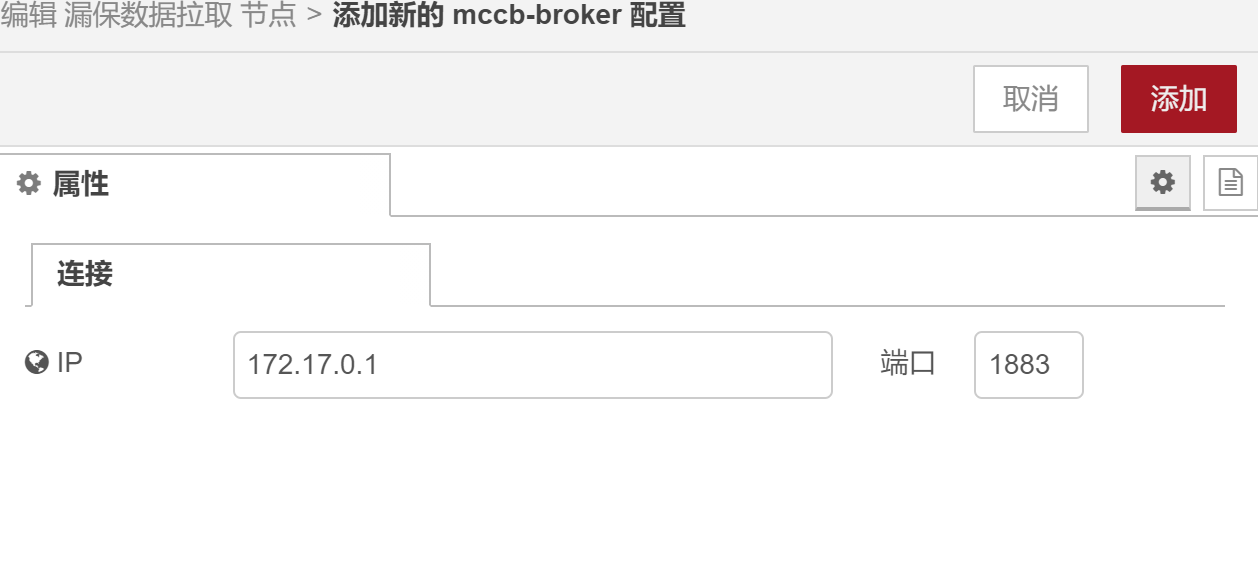 编辑 漏保数据拉取 节点 > 添加新的 mccb-broker 配置
取消 添加
属性
连接
IP 172.17.0.1 端口 1883